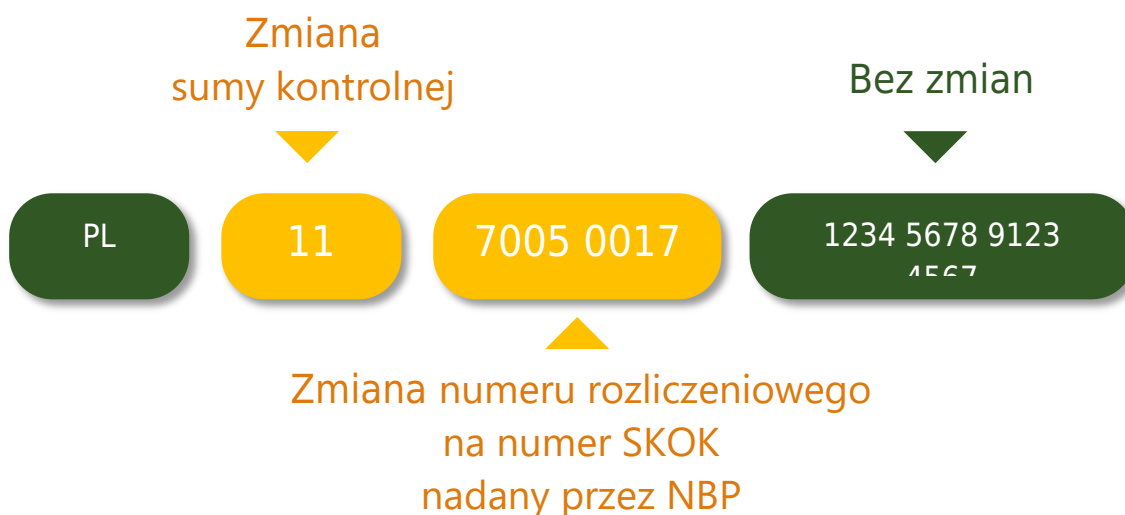 Zmiana
sumy kontrolnej
Bez zmian
PL
11
7005 0017
1234 5678 9123
4567
Zmiana numeru rozliczeniowego
na numer SKOK
nadany przez NBP